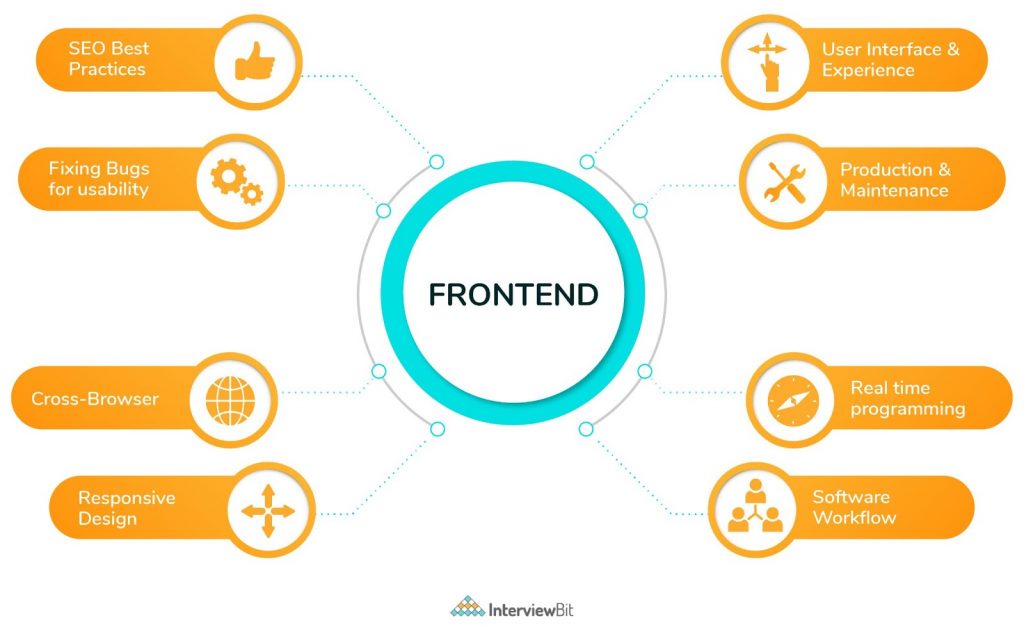 SEO Best
Practices
Fixing Bugs
for usability
Cross-Browser
Responsive
Design
FRONTEND
User Interface &
Experience
Production &
Maintenance
Real time
programming
Software
Workflow
InterviewBit